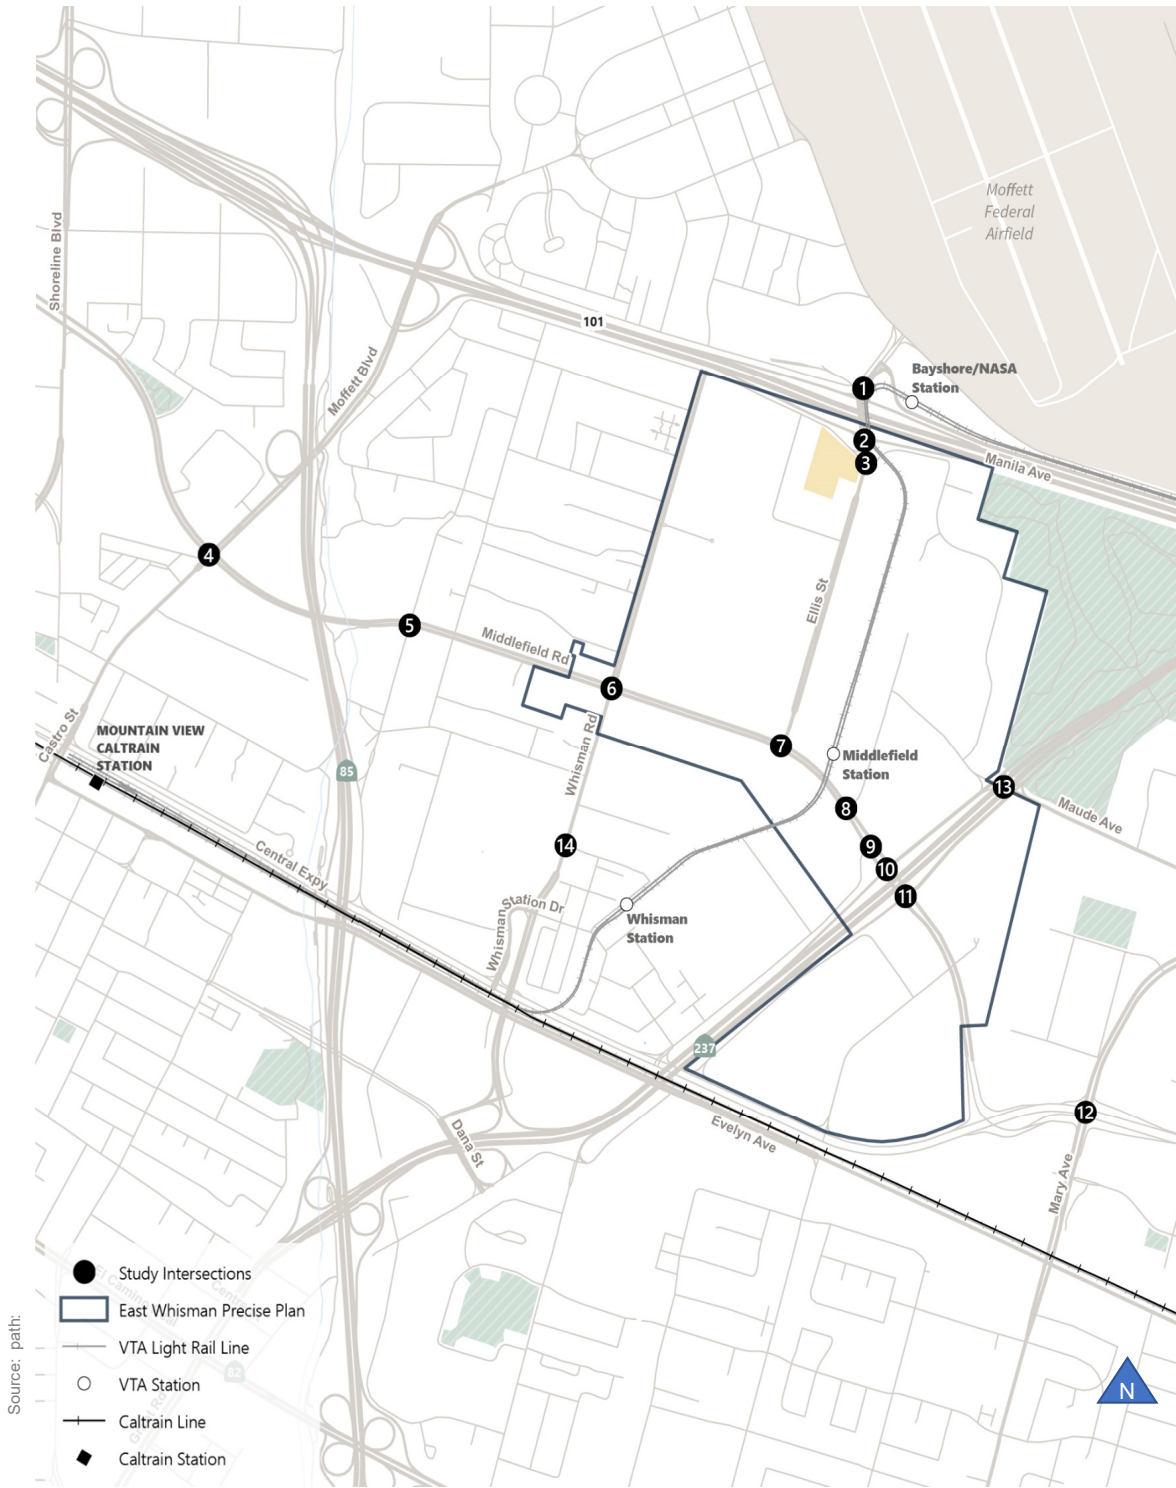 Moffett
Federal
Airfield
Shoreline Blvd
101
Moffett Blvd
1
Bayshore/NASA
Station
2
3
Manila Ave
4
Ellis St
5
Middlefield Rd
6
Castro St
MOUNTAIN VIEW
CALTRAIN
STATION
85
Whisman Rd
7
Middlefield
Station
13
8
Maude Ave
14
9
10
11
Central Expy
Station Dr
Whisman
Whisman
Station
237
Dana St
Evelyn Ave
12
Mary Ave
Study Intersections
East Whisman Precise Plan
VTA Light Rail Line
VTA Station
Caltrain Line
Caltrain Station
El Camino
82
Source: path:
N